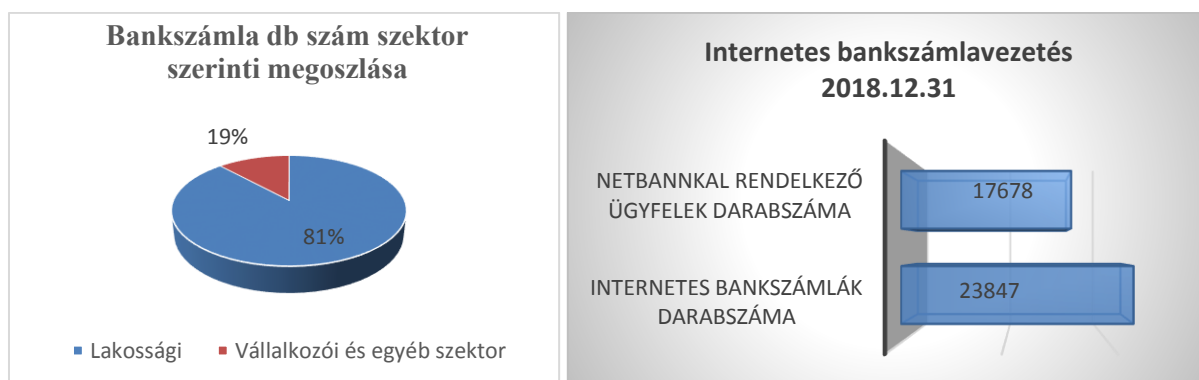 Bankszámla db szám szektor
szerinti megoszlása
19%
81%
Lakossági
Vállalkozói és egyéb szektor
Internetes bankszámlavezetés
2018.12.31
NETBANNKAL RENDELKEZŐ
ÜGYFELEK DARABSZÁMA
17678
INTERNETES BANKSZÁMLÁK
DARABSZÁMA
23847